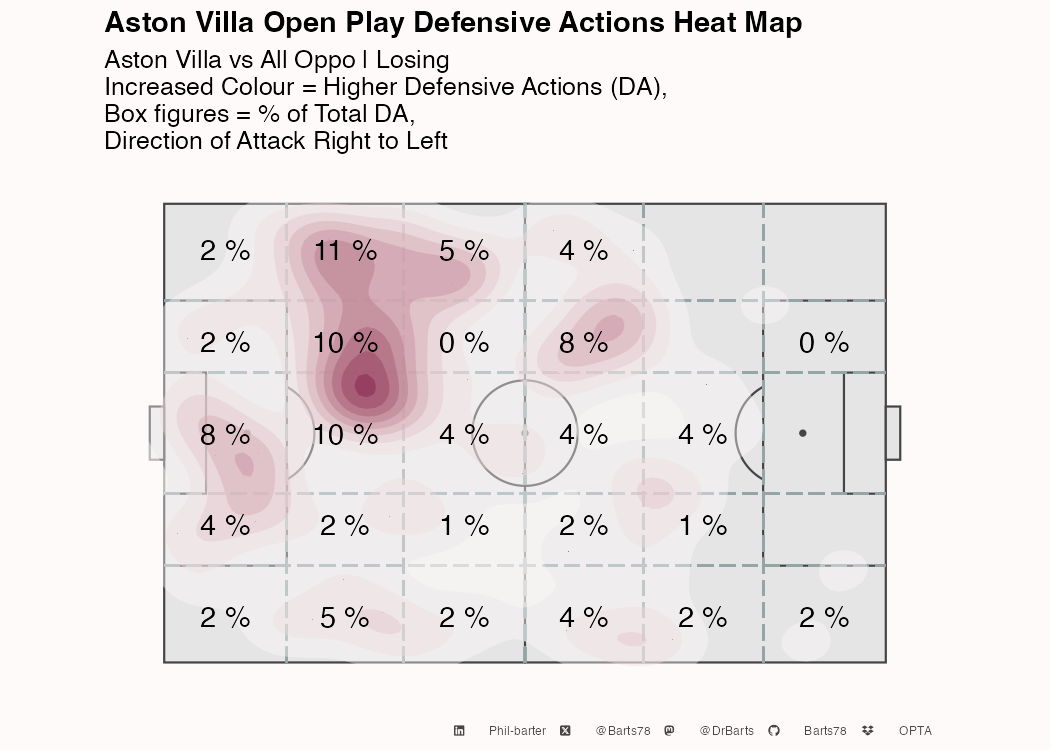 Aston Villa Open Play Defensive Actions Heat Map
Aston Villa vs All Oppo | Losing
Increased Colour = Higher Defensive Actions (DA),
Box figures = % of Total DA,
Direction of Attack Right to Left
2 % 11 % 5 % 4 %
2 % 10 % 0 % 8 % 0 %
8 % 10 % 4 % 4 % 4 %
4 % 2 % 1 % 2 % 1 %
2 % 5 % 2 % 4 % 2 % 2 %
Phil-barter @Barts78 @DrBarts Barts78 OPTA